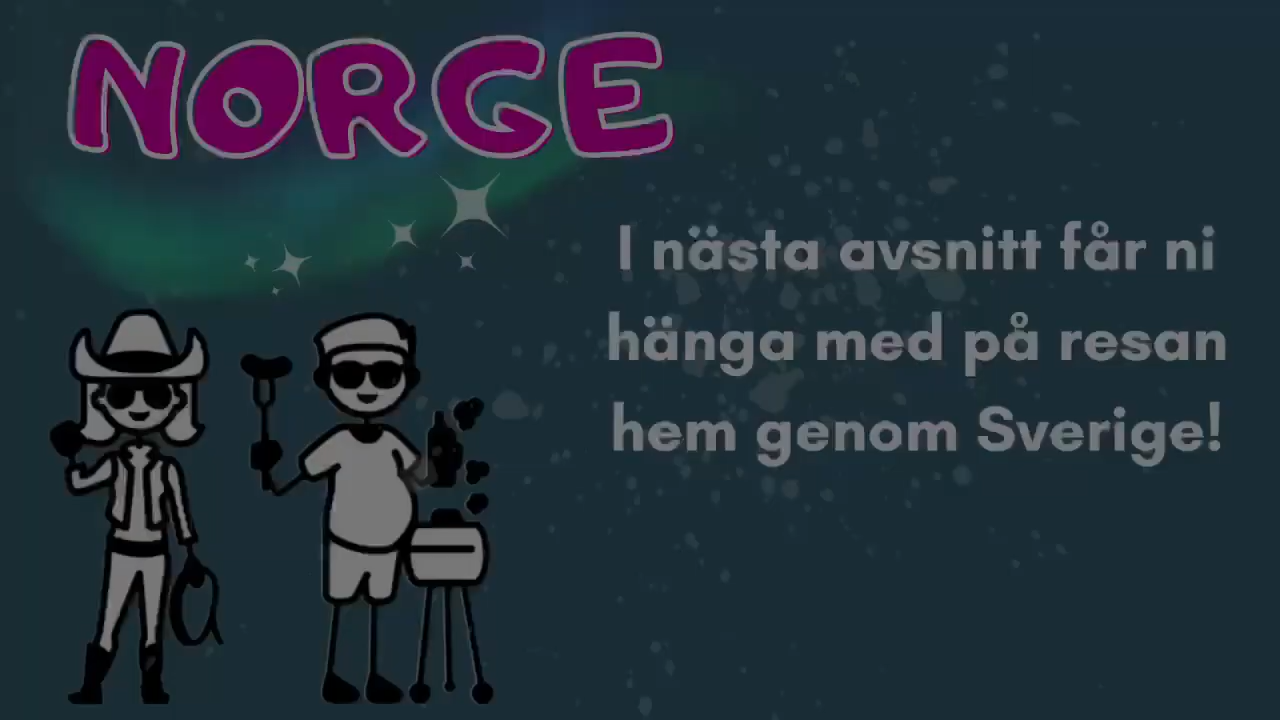 NORGE
I nästa avsnitt får ni
hänga med på resan
hem genom Sverige!